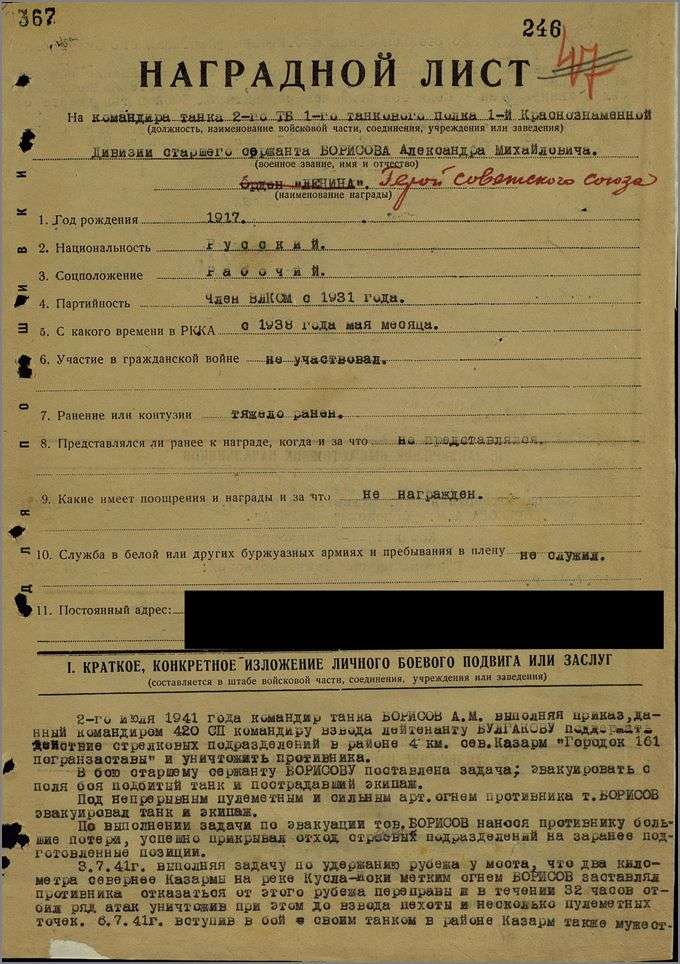 367
246
47
НАГРАДНОЙ ЛИСТ
На командира танка 2-го ТБ 1-го танкового полка 1-й Краснознаменной
(должность, наименование войсковой части, соединения, учреждения или заведения)
Дивизии старшего сержанта БОРИСОВА Александра Михайловича.
(военное звание, имя и отчество)
Орден "ЛЕНИНА". Герой Советского Союза
(наименование награды)
1. Год рождения 1917.
2. Национальность Русский.
3. Соцположение Рабочий.
4. Партийность Член ВЛКСМ с 1931 года.
5. С какого времени в РККА с 1938 года мая месяца.
6. Участие в гражданской войне не участвовал.
7. Ранение или контузии тяжело ранен.
8. Представлялся ли ранее к награде, когда и за что не представлялся.
9. Какие имеет поощрения и награды и за что не награжден.
10. Служба в белой или других буржуазных армиях и пребывания в плену не служил.
11. Постоянный адрес:
ДЛЯ ПОДШИВКИ
I. КРАТКОЕ, КОНКРЕТНОЕ ИЗЛОЖЕНИЕ ЛИЧНОГО БОЕВОГО ПОДВИГА ИЛИ ЗАСЛУГ
(составляется в штабе войсковой части, соединения, учреждения или заведения)
2-го июля 1941 года командир танка БОРИСОВ А.М. выполняя приказ, да-
нный командиром 420 СП командиру взвода лейтенанту БУЛГАКОВУ поддержать
действие стрелковых подразделений в районе 4 км. сев. Казарм "Городок 161
погранзаставы" и уничтожить противника.
В бою старшему сержанту БОРИСОВУ поставлена задача; эвакуировать с
поля боя подбитый танк и пострадавший экипаж.
Под непрерывным пулеметным и сильным арт.огнем противника т.БОРИСОВ
эвакуировал танк и экипаж.
По выполнении задачи по эвакуации тов.БОРИСОВ нанося противнику боль-
шие потери, успешно прикрывал отход подразделений на заранее под-
готовленные позиции.
3.7.41г. выполняя задачу по удержанию рубежа у моста, что два кило-
метра севернее Казармы на реке Кусла-йоки метким огнем БОРИСОВ заставлял
противника отказаться от этого рубежа переправы и в течении 32 часов от-
бил ряд атак уничтожив при этом до взвода пехоты и несколько пулеметных
точек. 6.7.41г. вступив в бой с своим танком в районе Казарм также мужест-